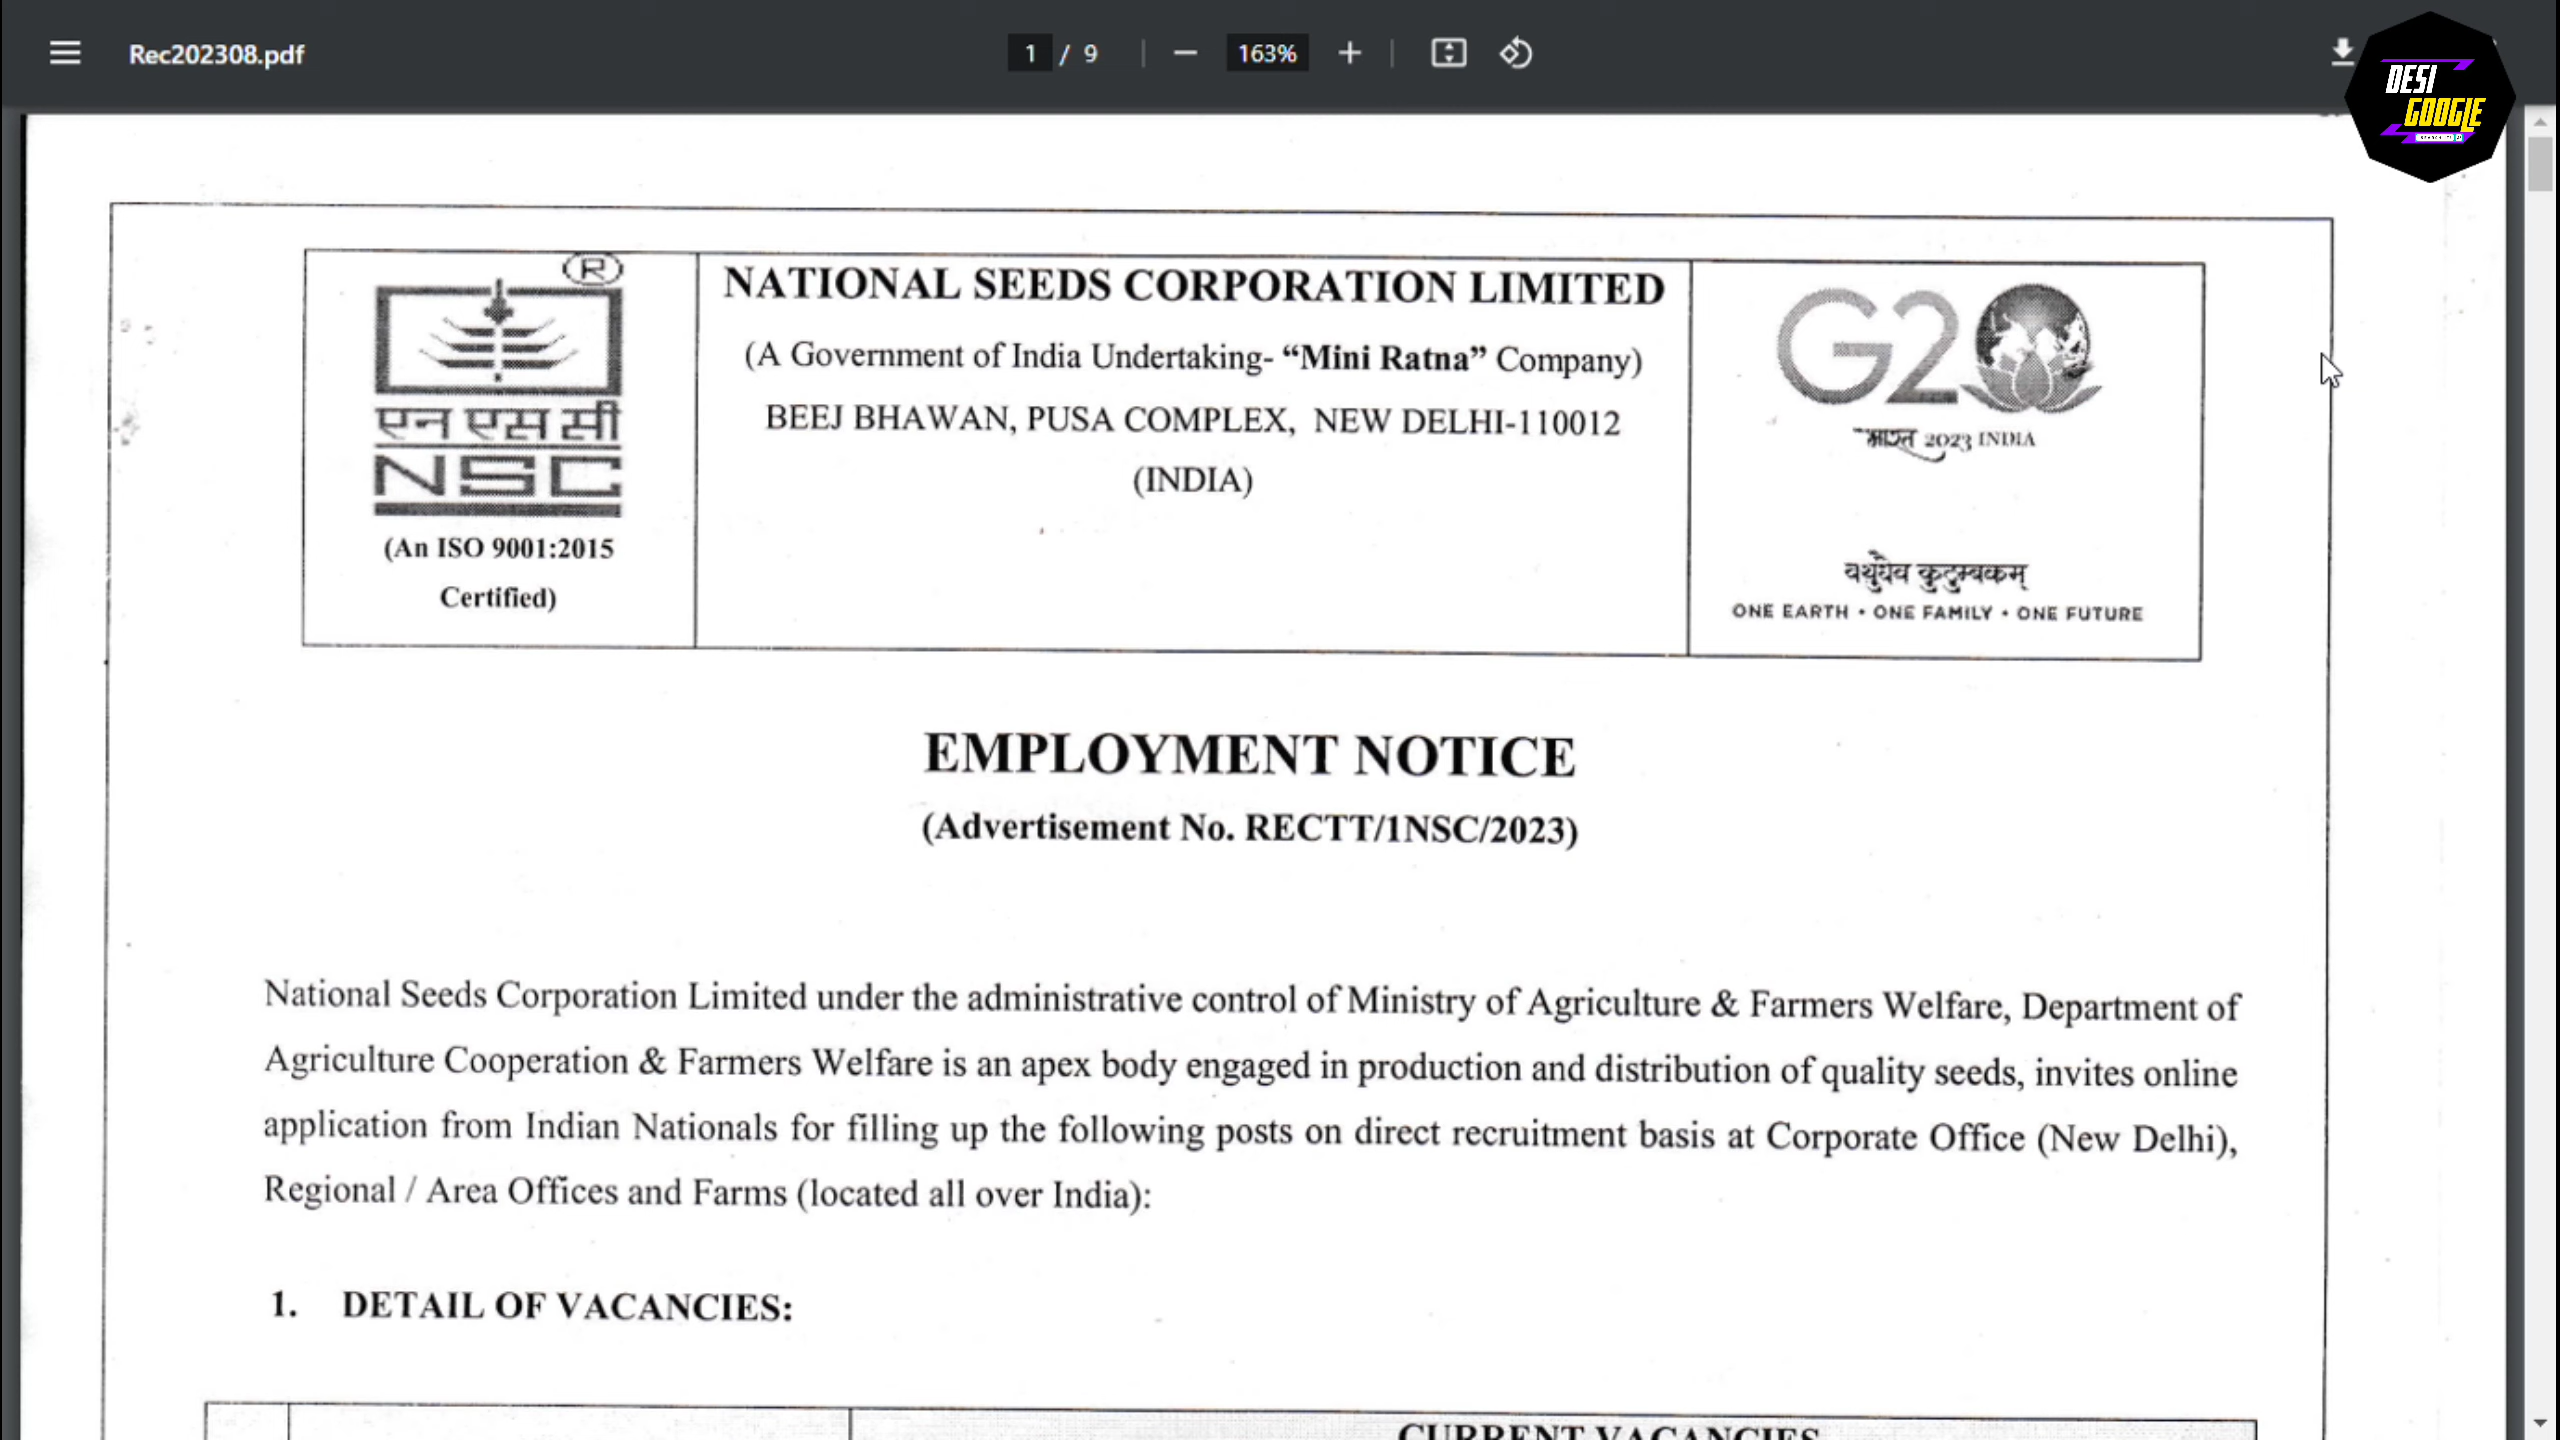 Rec202308.pdf
1 / 9
163%
DESI
GOOGLE
R
एन एस सी
NSC
(An ISO 9001:2015
Certified)
NATIONAL SEEDS CORPORATION LIMITED
(A Government of India Undertaking- “Mini Ratna” Company)
BEEJ BHAWAN, PUSA COMPLEX, NEW DELHI-110012
(INDIA)
G20
भारत 2023 INDIA
वसुधैव कुटुम्बकम्
ONE EARTH • ONE FAMILY • ONE FUTURE
EMPLOYMENT NOTICE
(Advertisement No. RECTT/1NSC/2023)
National Seeds Corporation Limited under the administrative control of Ministry of Agriculture & Farmers Welfare, Department of
Agriculture Cooperation & Farmers Welfare is an apex body engaged in production and distribution of quality seeds, invites online
application from Indian Nationals for filling up the following posts on direct recruitment basis at Corporate Office (New Delhi),
Regional / Area Offices and Farms (located all over India):
1. DETAIL OF VACANCIES:
CURRENT VACANCIES